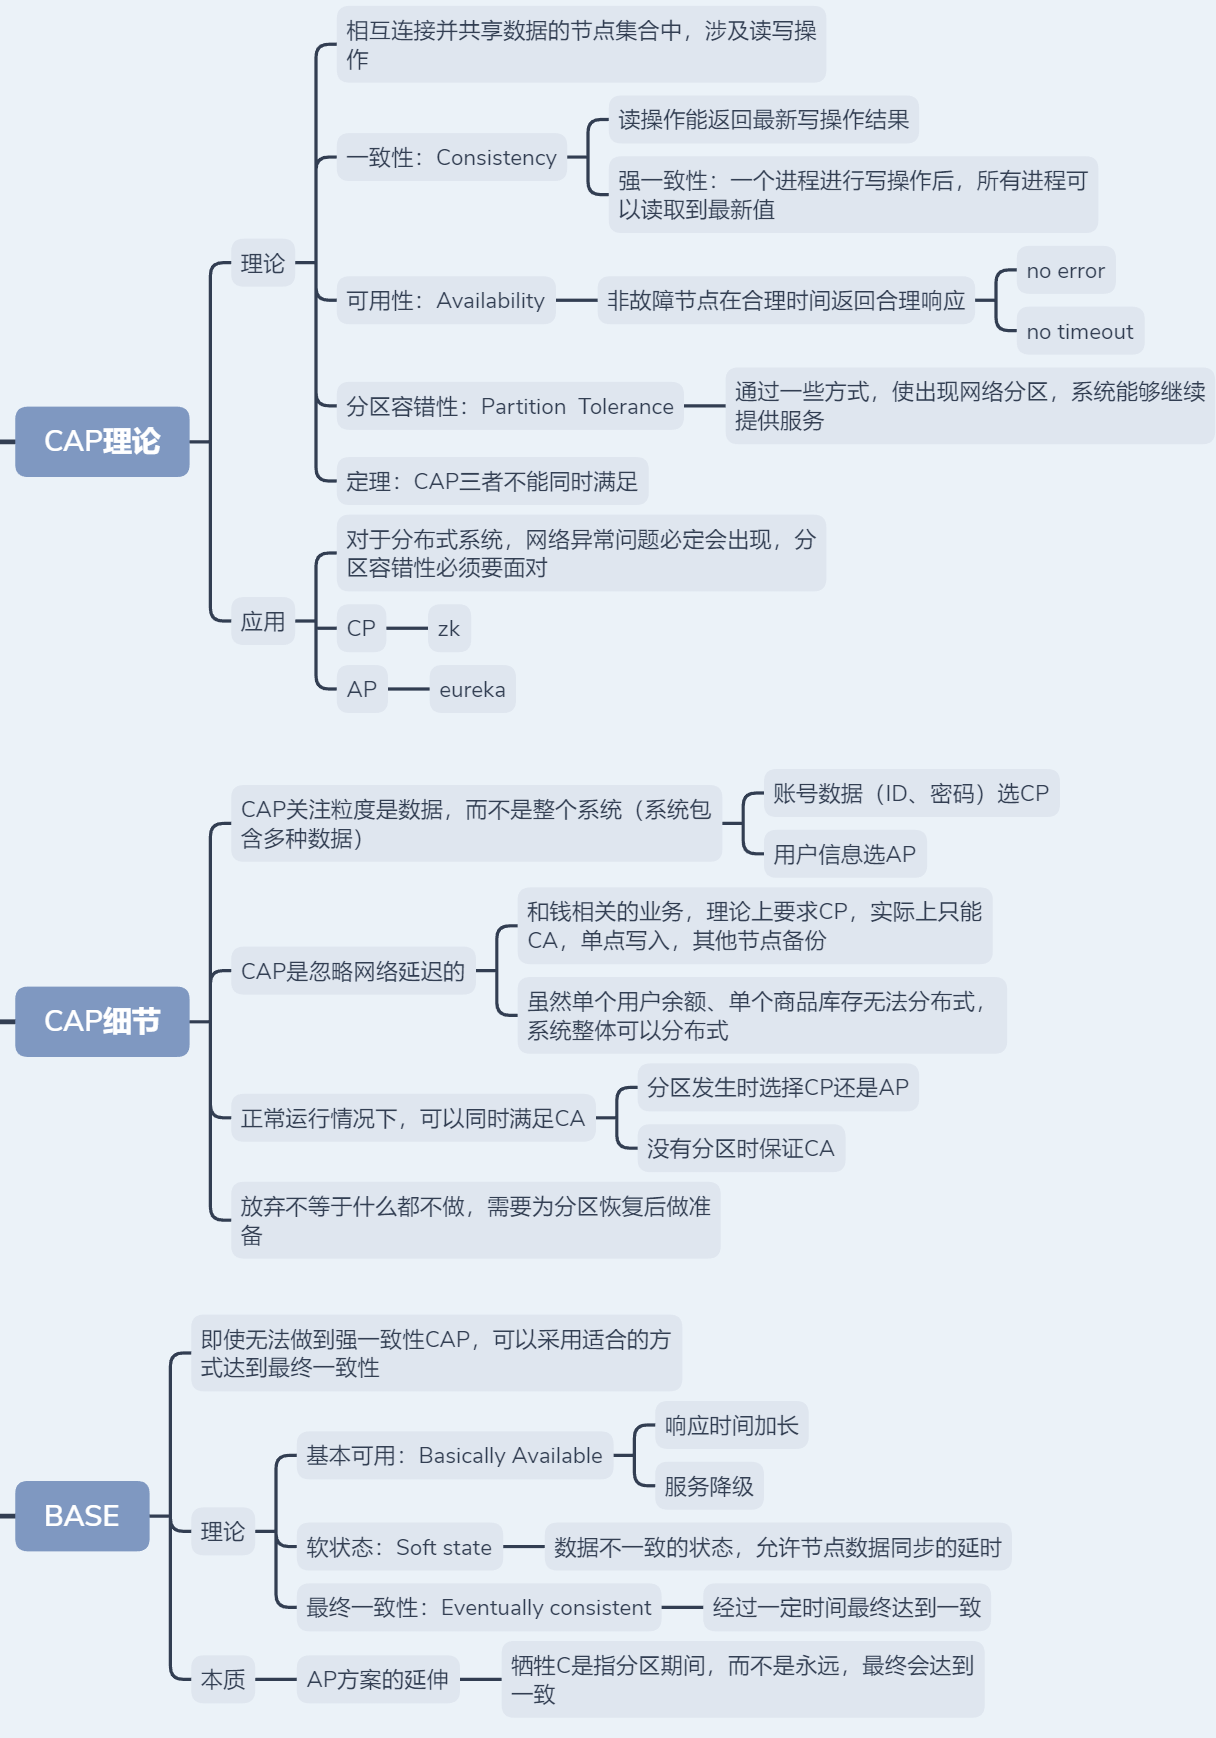 CAP理论
理论
相互连接并共享数据的节点集合中，涉及读写操
作
一致性：Consistency
读操作能返回最新写操作结果
强一致性：一个进程进行写操作后，所有进程可
以读取到最新值
可用性：Availability
非故障节点在合理时间返回合理响应
no error
no timeout
分区容错性：Partition  Tolerance
通过一些方式，使出现网络分区，系统能够继续
提供服务
定理：CAP三者不能同时满足
应用
对于分布式系统，网络异常问题必定会出现，分
区容错性必须要面对
CP
zk
AP
eureka
CAP细节
CAP关注粒度是数据，而不是整个系统（系统包
含多种数据）
账号数据（ID、密码）选CP
用户信息选AP
CAP是忽略网络延迟的
和钱相关的业务，理论上要求CP，实际上只能
CA，单点写入，其他节点备份
虽然单个用户余额、单个商品库存无法分布式，
系统整体可以分布式
正常运行情况下，可以同时满足CA
分区发生时选择CP还是AP
没有分区时保证CA
放弃不等于什么都不做，需要为分区恢复后做准
备
BASE
即使无法做到强一致性CAP，可以采用适合的方
式达到最终一致性
理论
基本可用：Basically Available
响应时间加长
服务降级
软状态：Soft state
数据不一致的状态，允许节点数据同步的延时
最终一致性：Eventually consistent
经过一定时间最终达到一致
本质
AP方案的延伸
牺牲C是指分区期间，而不是永远，最终会达到
一致